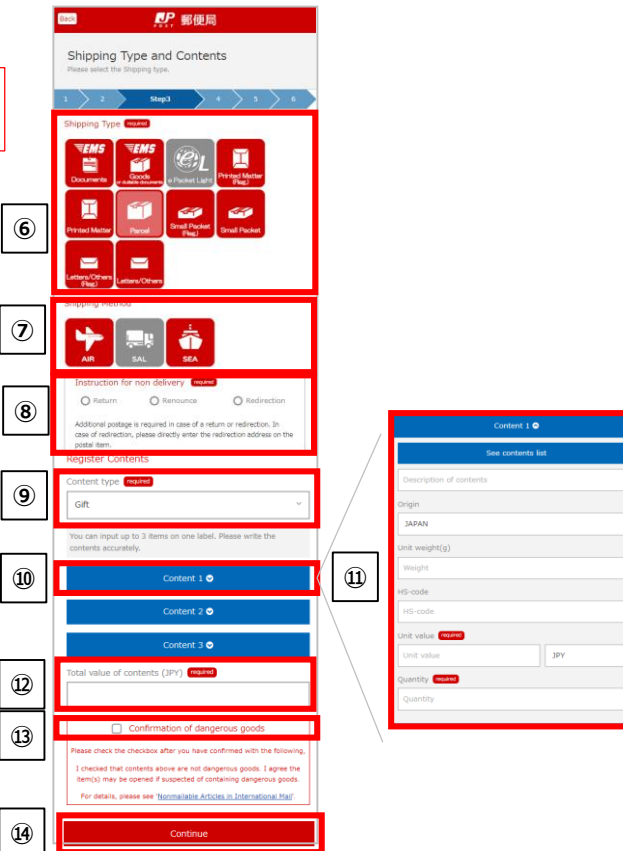 Back
JP POST 郵便局
Shipping Type and Contents
Please select the Shipping type.
1 2 Step3 4 5 6
⑥
Shipping Type required
EMS Documents
EMS Goods or dutiable documents
e Packet Light
Printed Matter (Reg.)
Printed Matter
Parcel
Small Packet (Reg.)
Small Packet
Letters/Others (Reg.)
Letters/Others
⑦
Shipping Method
AIR
SAL
SEA
⑧
Instruction for non delivery required
Return Renounce Redirection
Additional postage is required in case of a return or redirection. In
case of redirection, please directly enter the redirection address on the
postal item.
Register Contents
⑨
Content type required
Gift
You can input up to 3 items on one label. Please write the
contents accurately.
⑩
Content 1
Content 2
Content 3
⑪
Content 1
See contents list
Description of contents
Origin
JAPAN
Unit weight(g)
Weight
HS-code
HS-code
Unit value required
Unit value JPY
Quantity required
Quantity
⑫
Total value of contents (JPY) required
⑬
Confirmation of dangerous goods
Please check the checkbox after you have confirmed with the following,
I checked that contents above are not dangerous goods. I agree the
item(s) may be opened if suspected of containing dangerous goods.
For details, please see 'Nonmailable Articles in International Mail'.
⑭
Continue